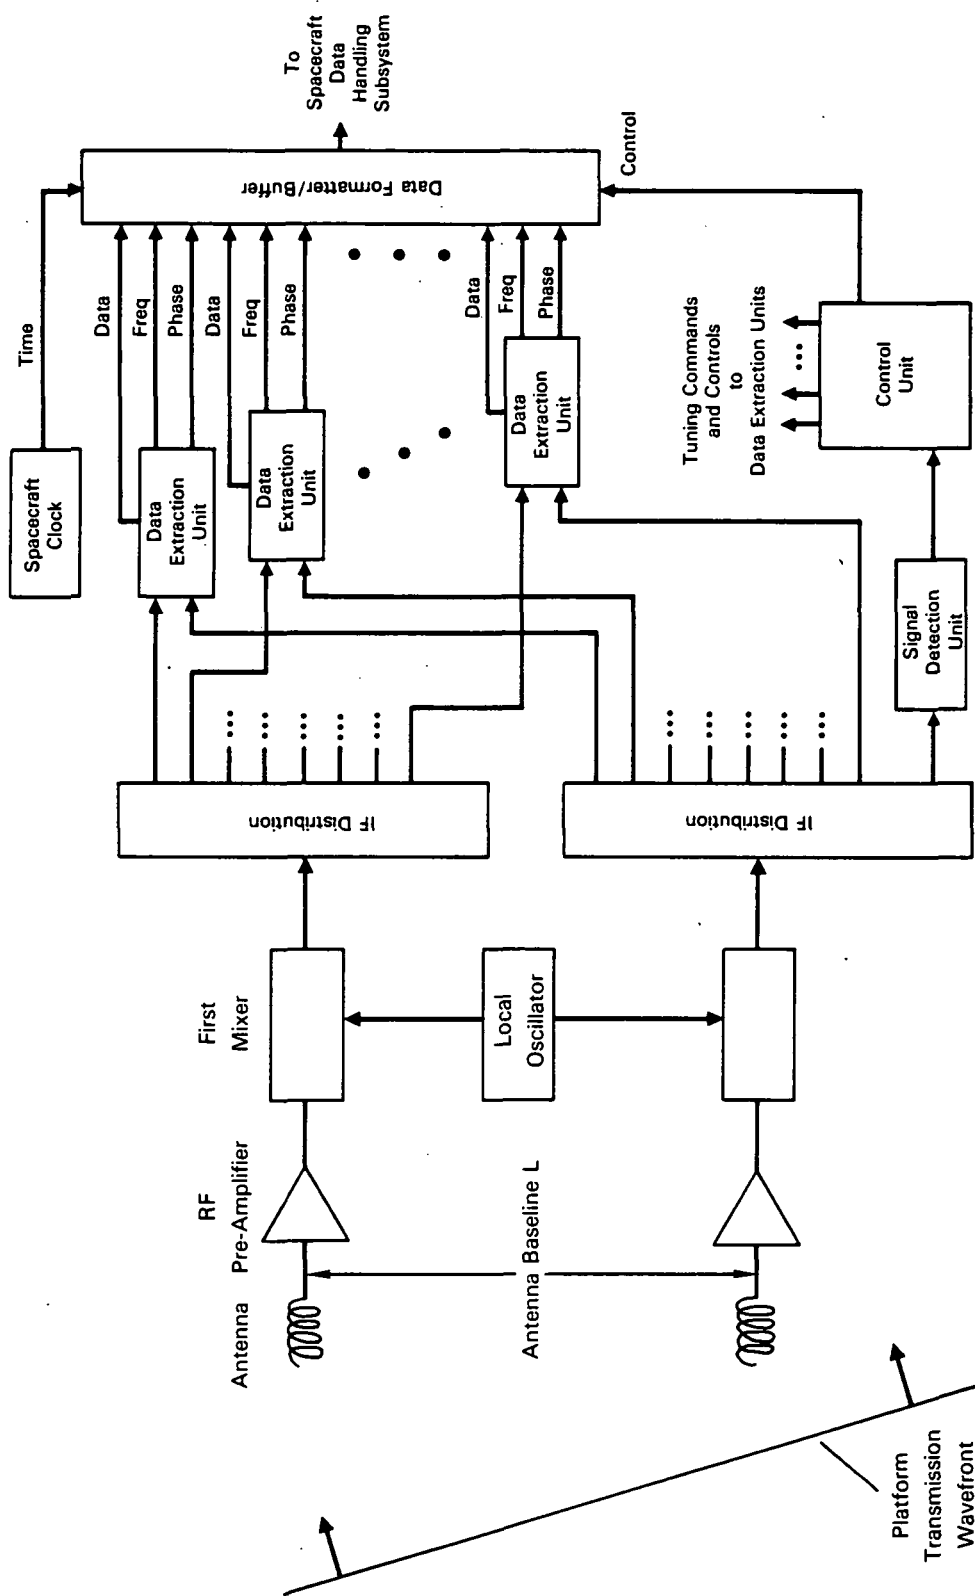 Antenna
RF
Pre-Amplifier
First
Mixer
Antenna Baseline L
Local
Oscillator
IF Distribution
IF Distribution
Platform
Transmission
Wavefront
Spacecraft
Clock
Time
Data
Extraction
Unit
Data
Freq
Phase
Data
Extraction
Unit
Data
Freq
Phase
Data
Extraction
Unit
Data
Freq
Phase
Signal
Detection
Unit
Control
Unit
Tuning Commands
and Controls
to
Data Extraction Units
Control
Data Formatter/Buffer
To
Spacecraft
Data
Handling
Subsystem